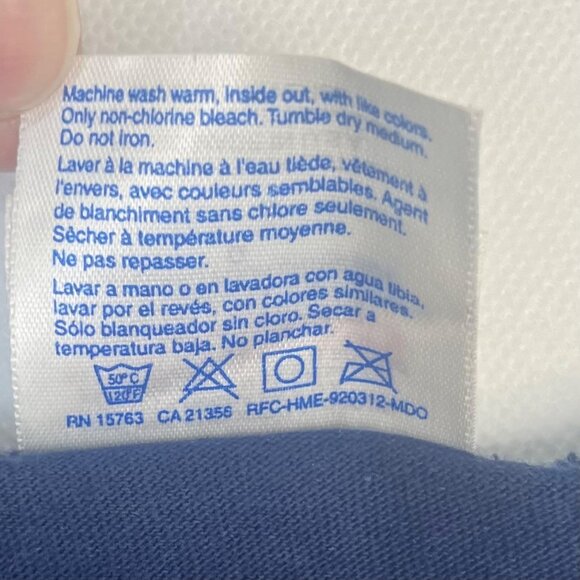 Machine wash warm, inside out, with like colors.
Only non-chlorine bleach. Tumble dry medium.
Do not iron.
Laver à la machine à l'eau tiède, vêtement à
l'envers, avec couleurs semblables. Agent
de blanchiment sans chlore seulement.
Sècher à température moyenne.
Ne pas repasser.
Lavar a mano o en lavadora con agua tibia,
lavar por el revés, con colores similares.
Sólo blanqueador sin cloro. Secar a
temperatura baja. No planchar.
50°C
120°F
RN 15763 CA 21356 RFC-HME-920312-MDO